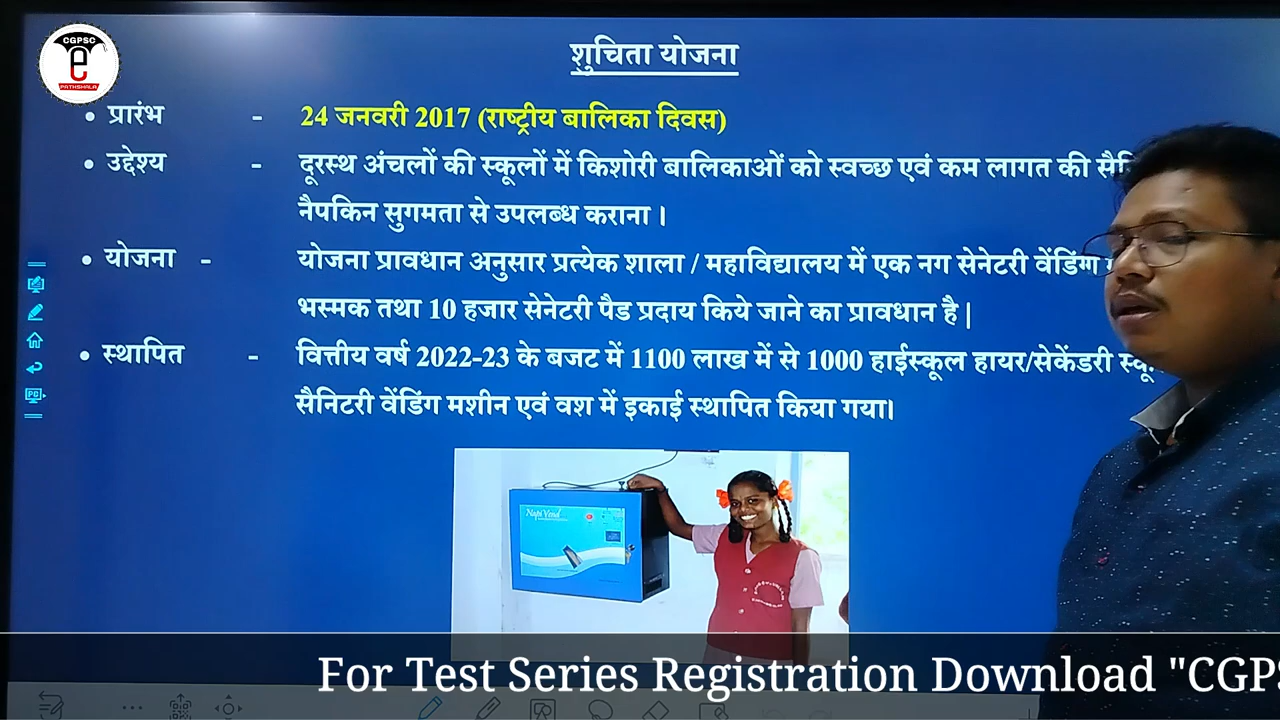 CGPSC
e
PATHSHALA
शुचिता योजना
• प्रारंभ - 24 जनवरी 2017 (राष्ट्रीय बालिका दिवस)
• उद्देश्य - दूरस्थ अंचलों की स्कूलों में किशोरी बालिकाओं को स्वच्छ एवं कम लागत की
नैपकिन सुगमता से उपलब्ध कराना ।
• योजना - योजना प्रावधान अनुसार प्रत्येक शाला / महाविद्यालय में एक नग सेनेटरी वेंडिंग
भस्मक तथा 10 हजार सेनेटरी पैड प्रदाय किये जाने का प्रावधान है |
• स्थापित - वित्तीय वर्ष 2022-23 के बजट में 1100 लाख में से 1000 हाईस्कूल हायर/सेकेंडरी
सैनिटरी वेंडिंग मशीन एवं वश में इकाई स्थापित किया गया।
Napi Vend
For Test Series Registration Download "CGPS